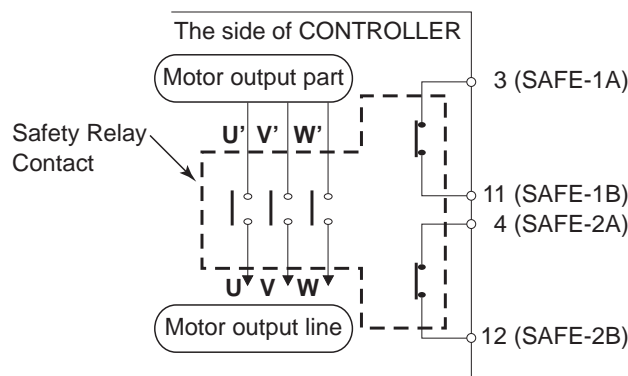 The side of CONTROLLER
Motor output part
3 (SAFE-1A)
Safety Relay
Contact
U’ V’ W’
11 (SAFE-1B)
4 (SAFE-2A)
U V W
Motor output line
12 (SAFE-2B)